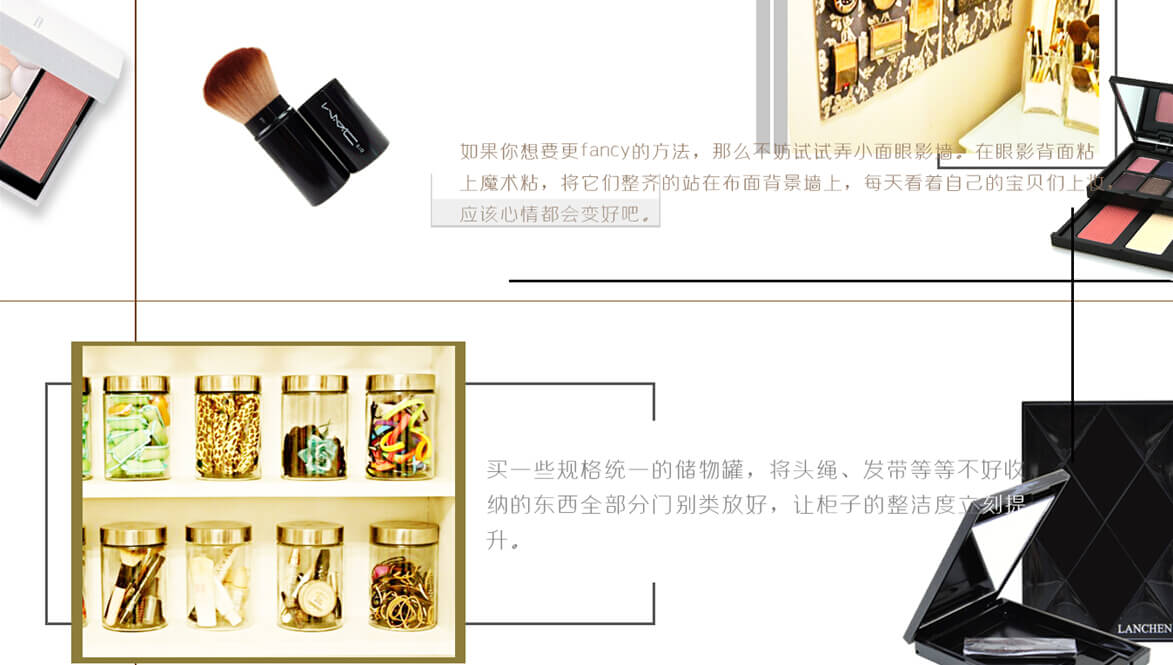 MAC
如果你想要更fancy的方法，那么不妨试试弄小面眼影墙。在眼影背面粘
上魔术粘，将它们整齐的站在布面背景墙上，每天看着自己的宝贝们上妆，
应该心情都会变好吧。
买一些规格统一的储物罐，将头绳、发带等等不好收
纳的东西全部分门别类放好，让柜子的整洁度立刻提
升。
LANCHEN